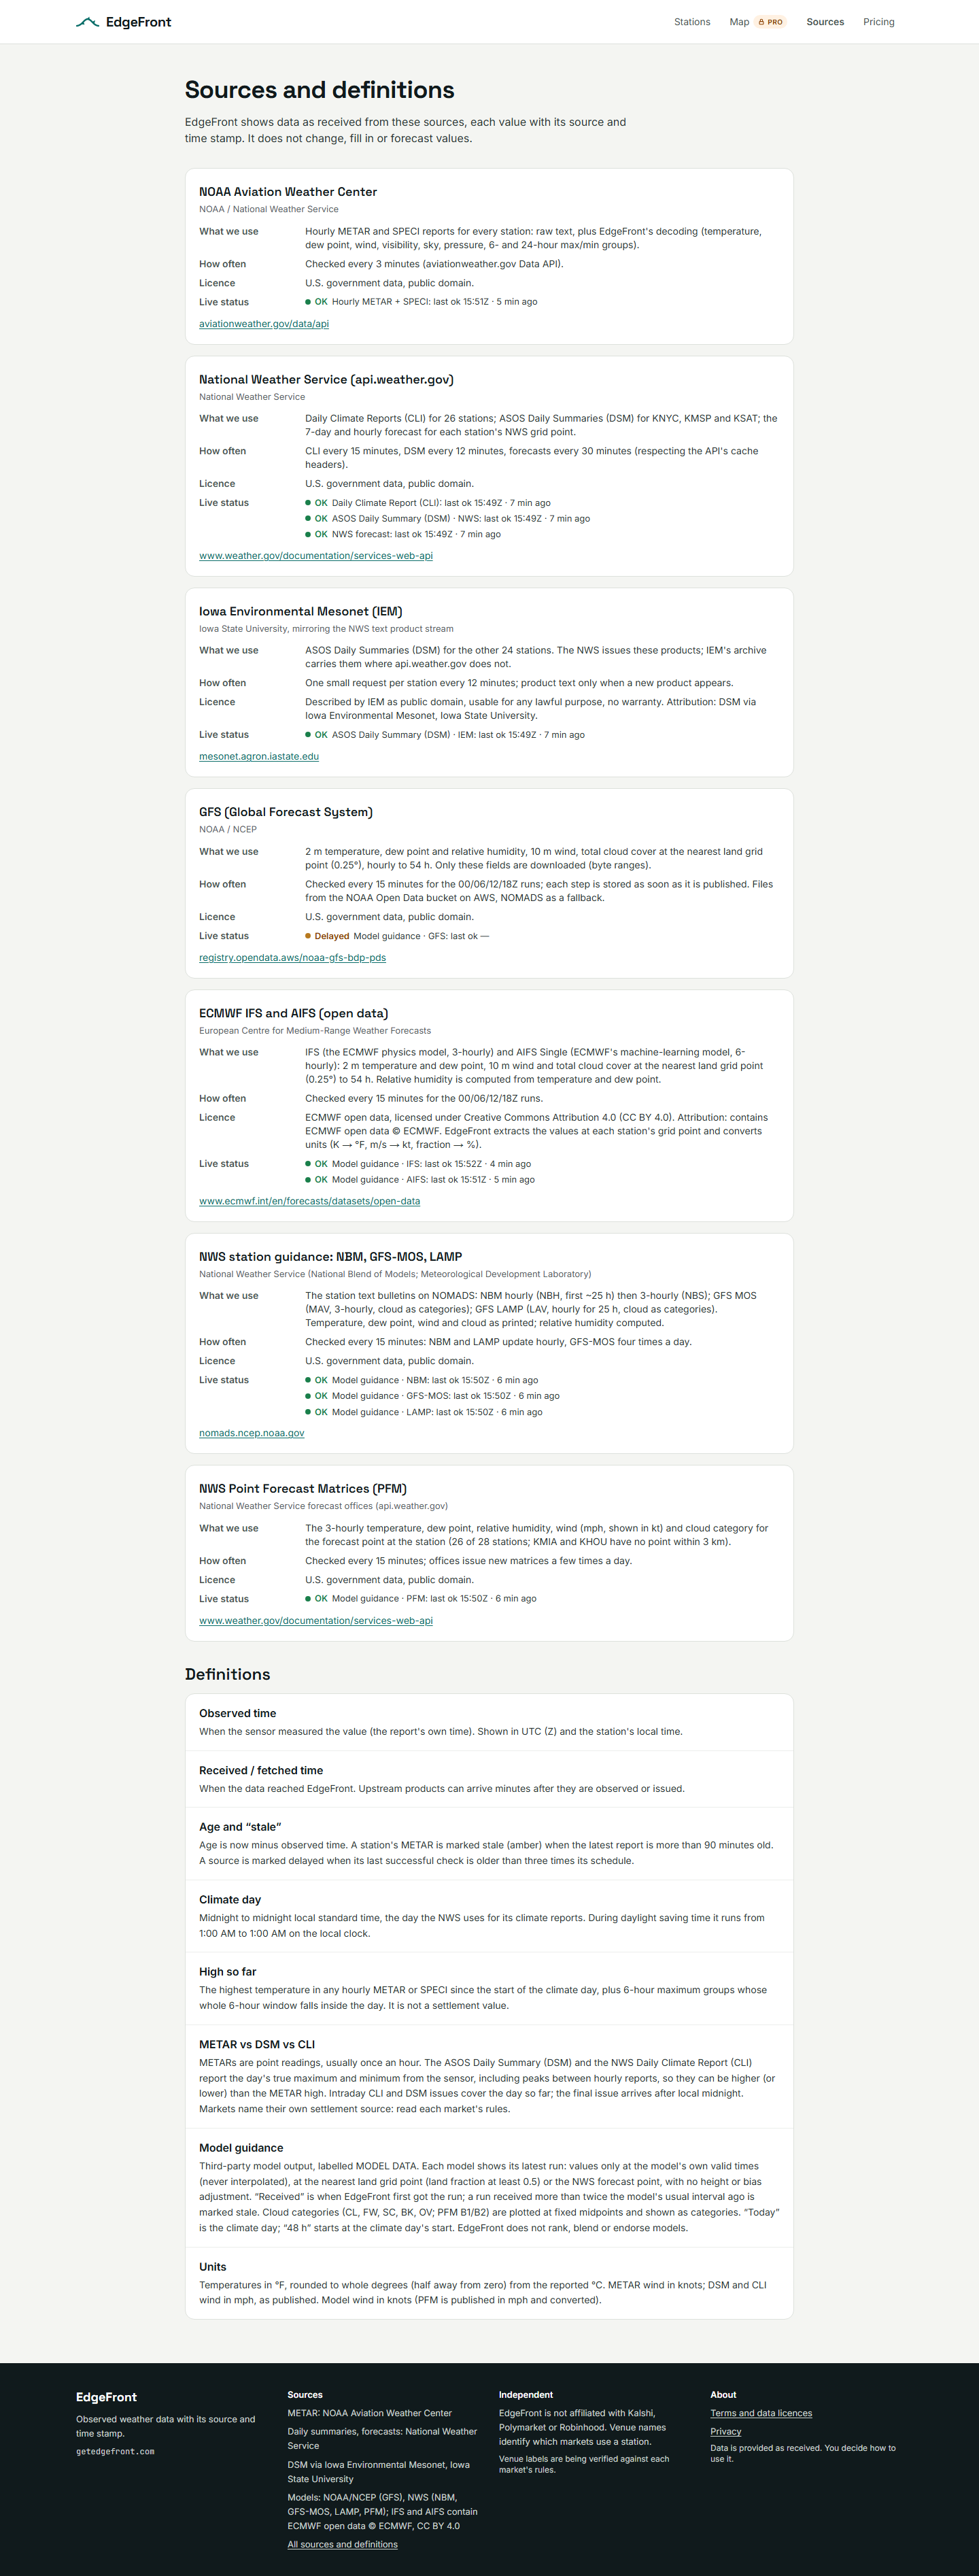 EdgeFront
Stations
Map
PRO
Sources
Pricing
Sources and definitions
EdgeFront shows data as received from these sources, each value with its source and
time stamp. It does not change, fill in or forecast values.
NOAA Aviation Weather Center
NOAA / National Weather Service
What we use
Hourly METAR and SPECI reports for every station: raw text, plus EdgeFront's decoding (temperature,
dew point, wind, visibility, sky, pressure, 6- and 24-hour max/min groups).
How often
Checked every 3 minutes (aviationweather.gov Data API).
Licence
U.S. government data, public domain.
Live status
OK Hourly METAR + SPECI: last ok 15:51Z · 5 min ago
aviationweather.gov/data/api
National Weather Service (api.weather.gov)
National Weather Service
What we use
Daily Climate Reports (CLI) for 26 stations; ASOS Daily Summaries (DSM) for KNYC, KMSP and KSAT; the
7-day and hourly forecast for each station's NWS grid point.
How often
CLI every 15 minutes, DSM every 12 minutes, forecasts every 30 minutes (respecting the API's cache
headers).
Licence
U.S. government data, public domain.
Live status
OK Daily Climate Report (CLI): last ok 15:49Z · 7 min ago
OK ASOS Daily Summary (DSM) · NWS: last ok 15:49Z · 7 min ago
OK NWS forecast: last ok 15:49Z · 7 min ago
www.weather.gov/documentation/services-web-api
Iowa Environmental Mesonet (IEM)
Iowa State University, mirroring the NWS text product stream
What we use
ASOS Daily Summaries (DSM) for the other 24 stations. The NWS issues these products; IEM's archive
carries them where api.weather.gov does not.
How often
One small request per station every 12 minutes; product text only when a new product appears.
Licence
Described by IEM as public domain, usable for any lawful purpose, no warranty. Attribution: DSM via
Iowa Environmental Mesonet, Iowa State University.
Live status
OK ASOS Daily Summary (DSM) · IEM: last ok 15:49Z · 7 min ago
mesonet.agron.iastate.edu
GFS (Global Forecast System)
NOAA / NCEP
What we use
2 m temperature, dew point and relative humidity, 10 m wind, total cloud cover at the nearest land grid
point (0.25°), hourly to 54 h. Only these fields are downloaded (byte ranges).
How often
Checked every 15 minutes for the 00/06/12/18Z runs; each step is stored as soon as it is published. Files
from the NOAA Open Data bucket on AWS, NOMADS as a fallback.
Licence
U.S. government data, public domain.
Live status
Delayed Model guidance · GFS: last ok —
registry.opendata.aws/noaa-gfs-bdp-pds
ECMWF IFS and AIFS (open data)
European Centre for Medium-Range Weather Forecasts
What we use
IFS (the ECMWF physics model, 3-hourly) and AIFS Single (ECMWF's machine-learning model, 6-
hourly): 2 m temperature and dew point, 10 m wind and total cloud cover at the nearest land grid point
(0.25°) to 54 h. Relative humidity is computed from temperature and dew point.
How often
Checked every 15 minutes for the 00/06/12/18Z runs.
Licence
ECMWF open data, licensed under Creative Commons Attribution 4.0 (CC BY 4.0). Attribution: contains
ECMWF open data © ECMWF. EdgeFront extracts the values at each station's grid point and converts
units (K → °F, m/s → kt, fraction → %).
Live status
OK Model guidance · IFS: last ok 15:52Z · 4 min ago
OK Model guidance · AIFS: last ok 15:51Z · 5 min ago
www.ecmwf.int/en/forecasts/datasets/open-data
NWS station guidance: NBM, GFS-MOS, LAMP
National Weather Service (National Blend of Models; Meteorological Development Laboratory)
What we use
The station text bulletins on NOMADS: NBM hourly (NBH, first ~25 h) then 3-hourly (NBS); GFS MOS
(MAV, 3-hourly, cloud as categories); GFS LAMP (LAV, hourly for 25 h, cloud as categories).
Temperature, dew point, wind and cloud as printed; relative humidity computed.
How often
Checked every 15 minutes: NBM and LAMP update hourly, GFS-MOS four times a day.
Licence
U.S. government data, public domain.
Live status
OK Model guidance · NBM: last ok 15:50Z · 6 min ago
OK Model guidance · GFS-MOS: last ok 15:50Z · 6 min ago
OK Model guidance · LAMP: last ok 15:50Z · 6 min ago
nomads.ncep.noaa.gov
NWS Point Forecast Matrices (PFM)
National Weather Service forecast offices (api.weather.gov)
What we use
The 3-hourly temperature, dew point, relative humidity, wind (mph, shown in kt) and cloud category for
the forecast point at the station (26 of 28 stations; KMIA and KHOU have no point within 3 km).
How often
Checked every 15 minutes; offices issue new matrices a few times a day.
Licence
U.S. government data, public domain.
Live status
OK Model guidance · PFM: last ok 15:50Z · 6 min ago
www.weather.gov/documentation/services-web-api
Definitions
Observed time
When the sensor measured the value (the report's own time). Shown in UTC (Z) and the station's local time.
Received / fetched time
When the data reached EdgeFront. Upstream products can arrive minutes after they are observed or issued.
Age and “stale”
Age is now minus observed time. A station's METAR is marked stale (amber) when the latest report is more than 90 minutes old.
A source is marked delayed when its last successful check is older than three times its schedule.
Climate day
Midnight to midnight local standard time, the day the NWS uses for its climate reports. During daylight saving time it runs from
1:00 AM to 1:00 AM on the local clock.
High so far
The highest temperature in any hourly METAR or SPECI since the start of the climate day, plus 6-hour maximum groups whose
whole 6-hour window falls inside the day. It is not a settlement value.
METAR vs DSM vs CLI
METARs are point readings, usually once an hour. The ASOS Daily Summary (DSM) and the NWS Daily Climate Report (CLI)
report the day's true maximum and minimum from the sensor, including peaks between hourly reports, so they can be higher (or
lower) than the METAR high. Intraday CLI and DSM issues cover the day so far; the final issue arrives after local midnight.
Markets name their own settlement source: read each market's rules.
Model guidance
Third-party model output, labelled MODEL DATA. Each model shows its latest run: values only at the model's own valid times
(never interpolated), at the nearest land grid point (land fraction at least 0.5) or the NWS forecast point, with no height or bias
adjustment. “Received” is when EdgeFront first got the run; a run received more than twice the model's usual interval ago is
marked stale. Cloud categories (CL, FW, SC, BK, OV; PFM B1/B2) are plotted at fixed midpoints and shown as categories. “Today”
is the climate day; “48 h” starts at the climate day's start. EdgeFront does not rank, blend or endorse models.
Units
Temperatures in °F, rounded to whole degrees (half away from zero) from the reported °C. METAR wind in knots; DSM and CLI
wind in mph, as published. Model wind in knots (PFM is published in mph and converted).
EdgeFront
Observed weather data with its source and
time stamp.
getedgefront.com
Sources
METAR: NOAA Aviation Weather Center
Daily summaries, forecasts: National Weather
Service
DSM via Iowa Environmental Mesonet, Iowa
State University
Models: NOAA/NCEP (GFS), NWS (NBM,
GFS-MOS, LAMP, PFM); IFS and AIFS contain
ECMWF open data © ECMWF, CC BY 4.0
All sources and definitions
Independent
EdgeFront is not affiliated with Kalshi,
Polymarket or Robinhood. Venue names
identify which markets use a station.
Venue labels are being verified against each
market's rules.
About
Terms and data licences
Privacy
Data is provided as received. You decide how to
use it.